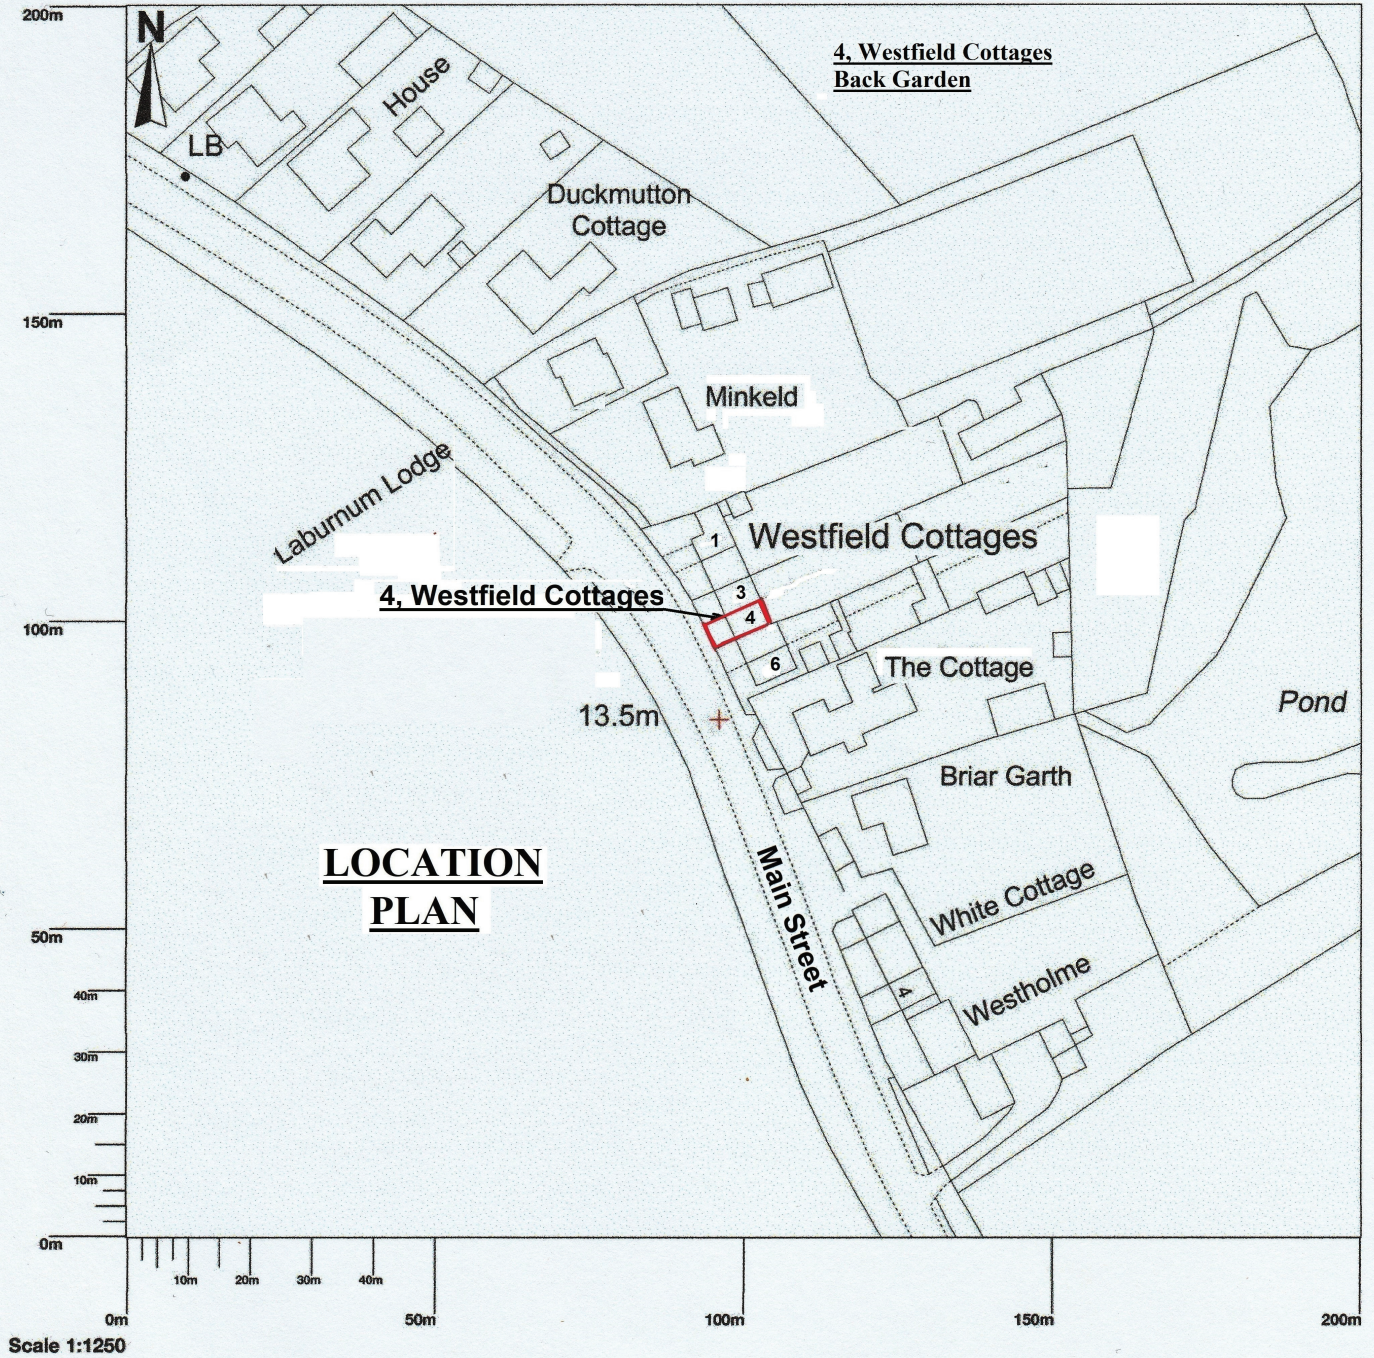 200m
N
4, Westfield Cottages
Back Garden
House
LB
Duckmutton
Cottage
150m
Minkeld
Laburnum Lodge
1
Westfield Cottages
4, Westfield Cottages
3
4
100m
6
The Cottage
13.5m
Pond
Briar Garth
LOCATION
PLAN
Main Street
White Cottage
50m
Westholme
4
40m
30m
20m
10m
0m
10m
20m
30m
40m
0m
50m
100m
150m
200m
Scale 1:1250